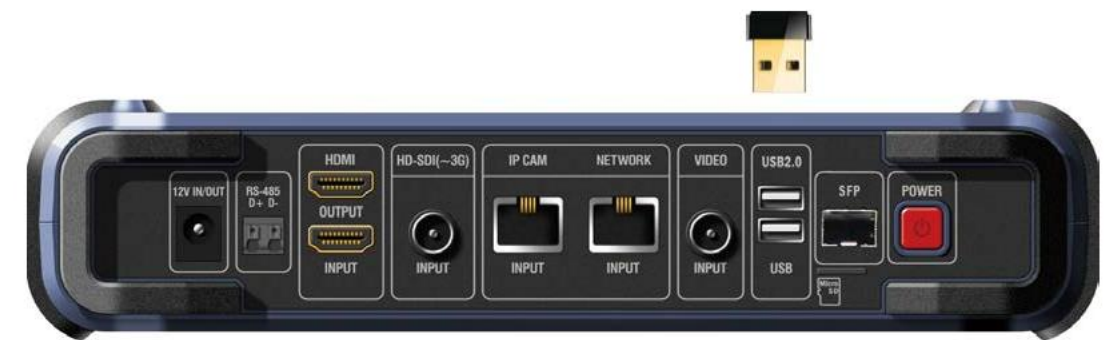 12V IN/OUT
RS-485
D+ D-
HDMI
OUTPUT
INPUT
HD-SDI(~3G)
INPUT
IP CAM
INPUT
NETWORK
INPUT
VIDEO
INPUT
USB2.0
USB
SFP
Micro
SD
POWER